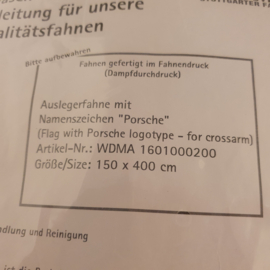 leitung für unsere
alitätsfahnen
Bitte aufbewahren
Fahnen gefertigt im Fahnendruck
(Dampfdurchdruck)
Auslegerfahne mit
Namenszeichen "Porsche"
(Flag with Porsche logotype - for crossarm)
Artikel-Nr.: WDMA 1601000200
Größe/Size: 150 x 400 cm
ndlung und Reinigung